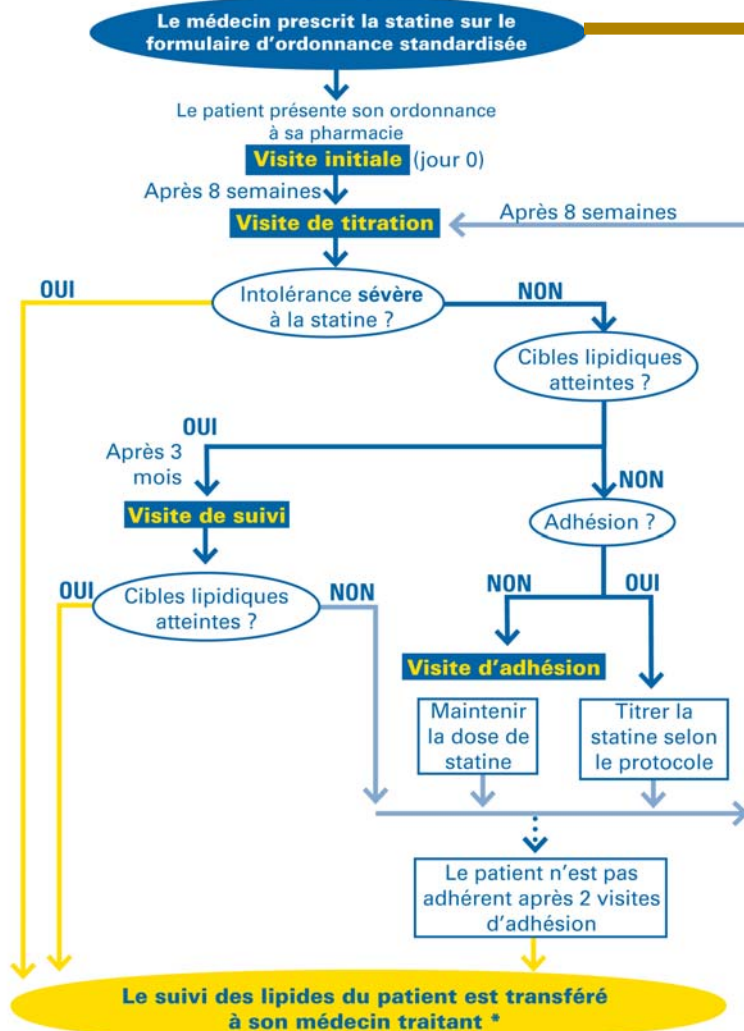 Le médecin prescrit la statine sur le
formulaire d'ordonnance standardisée
Le patient présente son ordonnance
à sa pharmacie
Visite initiale (jour 0)
Après 8 semaines
Visite de titration
Après 8 semaines
OUI
Intolérance sévère
à la statine ?
NON
Cibles lipidiques
atteintes ?
OUI
Après 3
mois
NON
Visite de suivi
Adhésion ?
OUI
Cibles lipidiques
atteintes ?
NON
NON
OUI
Visite d'adhésion
Maintenir
la dose de
statine
Titrer la
statine selon
le protocole
Le patient n'est pas
adhérent après 2 visites
d'adhésion
Le suivi des lipides du patient est transféré
à son médecin traitant *